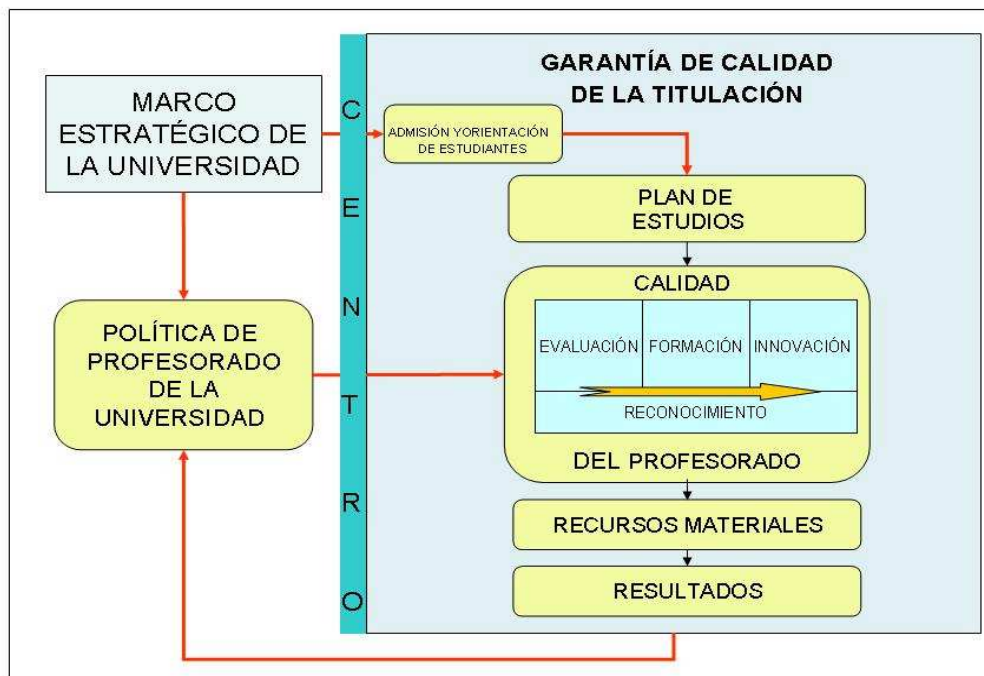 MARCO
ESTRATÉGICO DE
LA UNIVERSIDAD
POLÍTICA DE
PROFESORADO
DE LA
UNIVERSIDAD
C
E
N
T
R
O
GARANTÍA DE CALIDAD
DE LA TITULACIÓN
ADMISIÓN YORIENTACIÓN
DE ESTUDIANTES
PLAN DE
ESTUDIOS
CALIDAD
EVALUACIÓN FORMACIÓN INNOVACIÓN
RECONOCIMIENTO
DEL PROFESORADO
RECURSOS MATERIALES
RESULTADOS